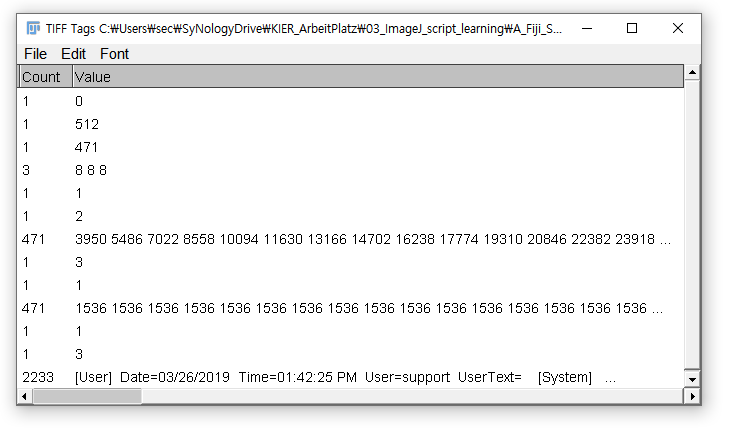 TIFF Tags C:₩Users₩sec₩SyNologyDrive₩KIER_ArbeitPlatz₩03_ImageJ_script_learning₩A_Fiji_S...
File Edit Font
Count Value
1 0
1 512
1 471
3 8 8 8
1 1
1 2
471 3950 5486 7022 8558 10094 11630 13166 14702 16238 17774 19310 20846 22382 23918 ...
1 3
1 1
471 1536 1536 1536 1536 1536 1536 1536 1536 1536 1536 1536 1536 1536 1536 1536 1536 ...
1 1
1 3
2233 [User] Date=03/26/2019 Time=01:42:25 PM User=support UserText= [System] ...